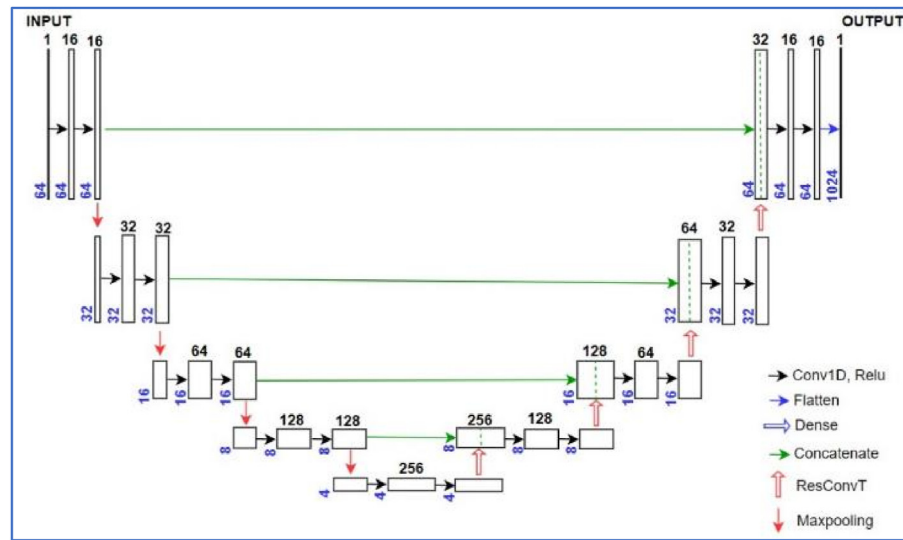 INPUT OUTPUT
1 16 16 32 16 16 1
64 64 64 64 64 64 1024
32 32 64 32
32 32 32 32 32 32
64 64 128 64
16 16 16 16 16 16
128 128 256 128
8 8 8 8 8 8
256
4 4 4
Conv1D, Relu
Flatten
Dense
Concatenate
ResConvT
Maxpooling